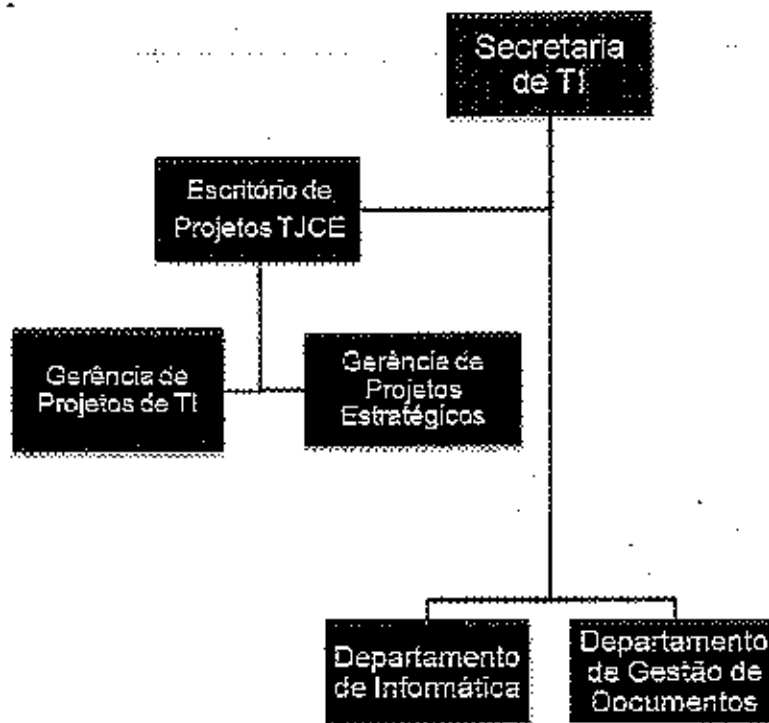 Secretaria
de TI
Escritório de
Projetos TJCE
Gerência de
Projetos de TI
Gerência de
Projetos
Estratégicos
Departamento
de Informática
Departamento
de Gestão de
Documentos